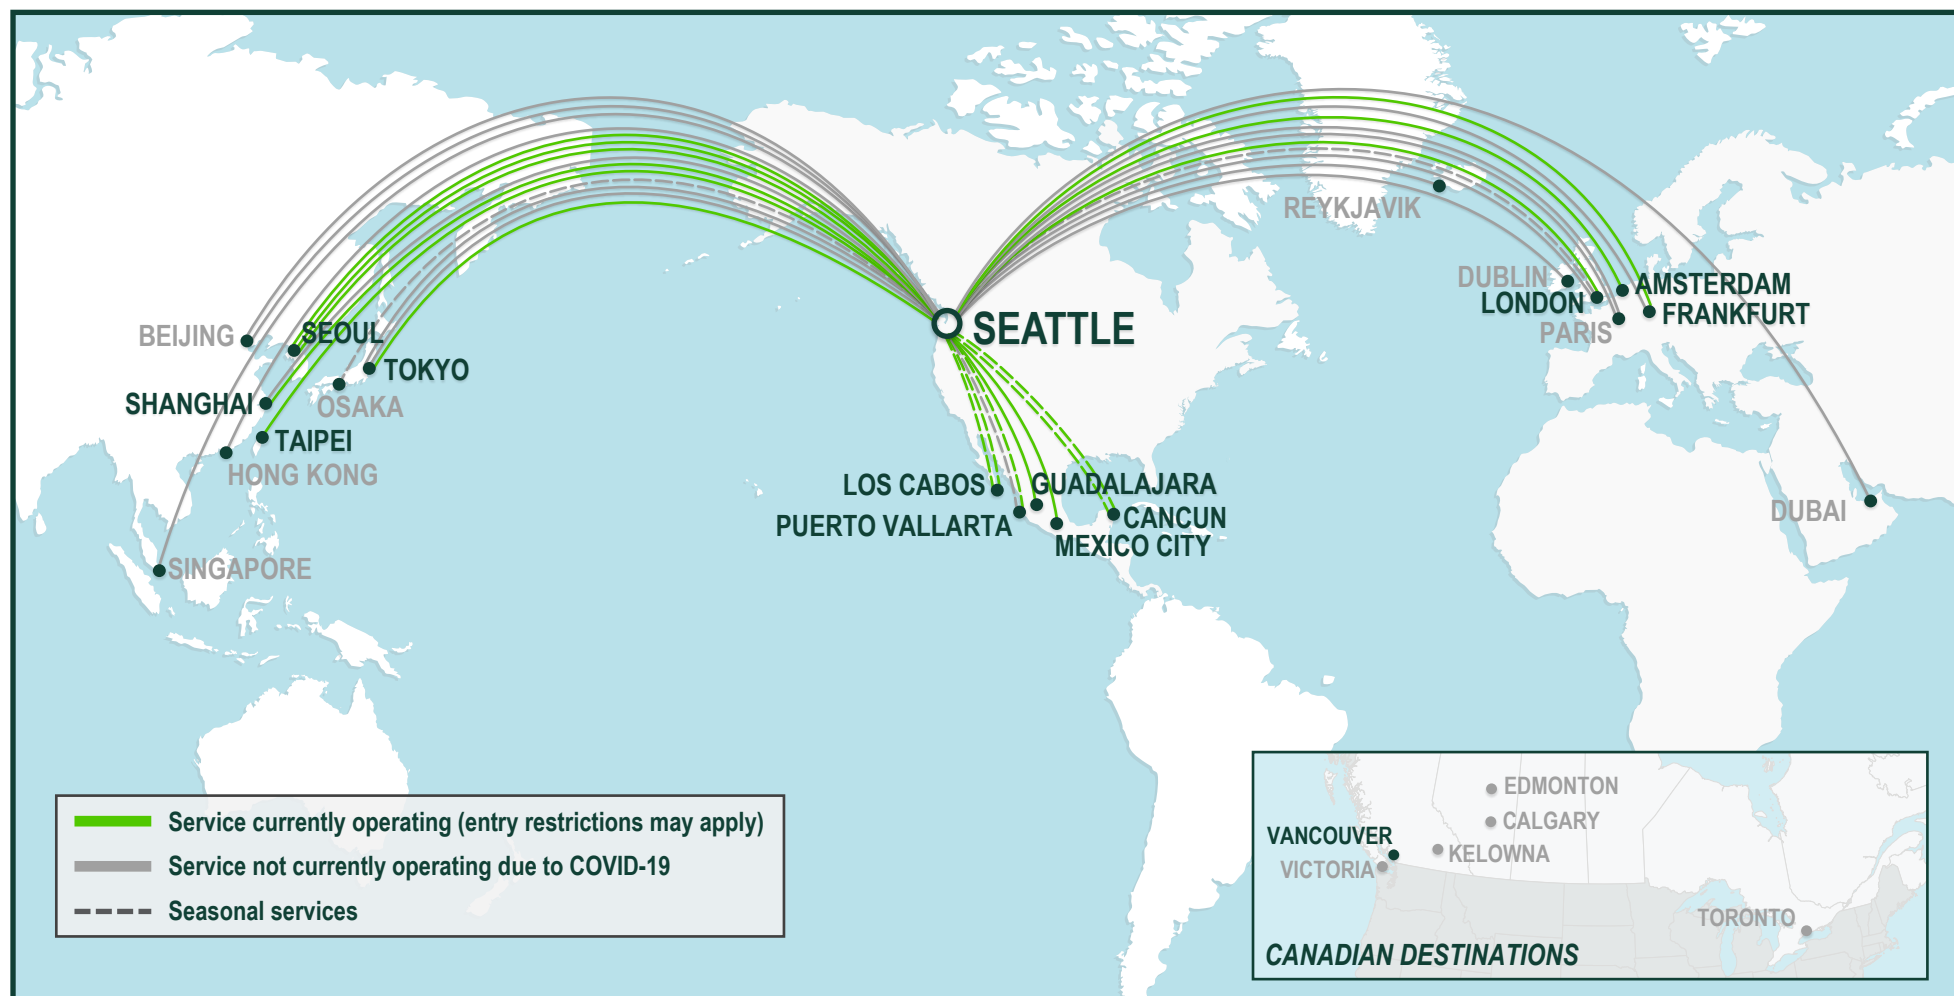 REYKJAVIK
DUBLIN
AMSTERDAM
LONDON
FRANKFURT
PARIS
BEIJING
SEOUL
SEATTLE
TOKYO
SHANGHAI
OSAKA
TAIPEI
HONG KONG
LOS CABOS
GUADALAJARA
PUERTO VALLARTA
CANCUN
MEXICO CITY
DUBAI
SINGAPORE
Service currently operating (entry restrictions may apply)
Service not currently operating due to COVID-19
Seasonal services
EDMONTON
CALGARY
VANCOUVER
KELOWNA
VICTORIA
TORONTO
CANADIAN DESTINATIONS